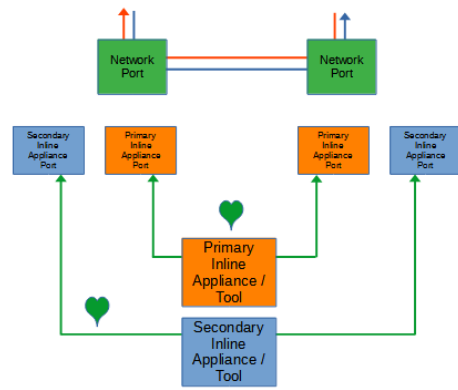 Network
Port
Network
Port
Secondary
Inline
Appliance
Port
Primary
Inline
Appliance
Port
Primary
Inline
Appliance
Port
Secondary
Inline
Appliance
Port
Primary
Inline
Appliance /
Tool
Secondary
Inline
Appliance /
Tool